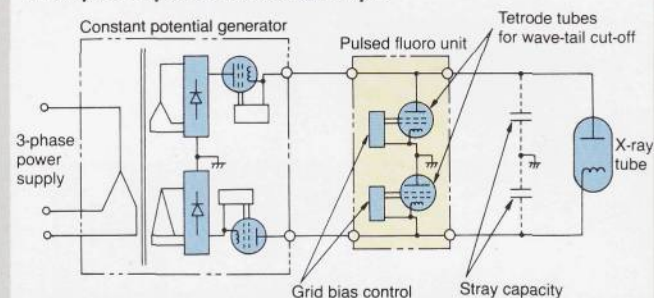 Constant potential generator
Pulsed fluoro unit
Tetrode tubes
for wave-tail cut-off
3-phase
power
supply
X-ray
tube
Grid bias control
Stray capacity